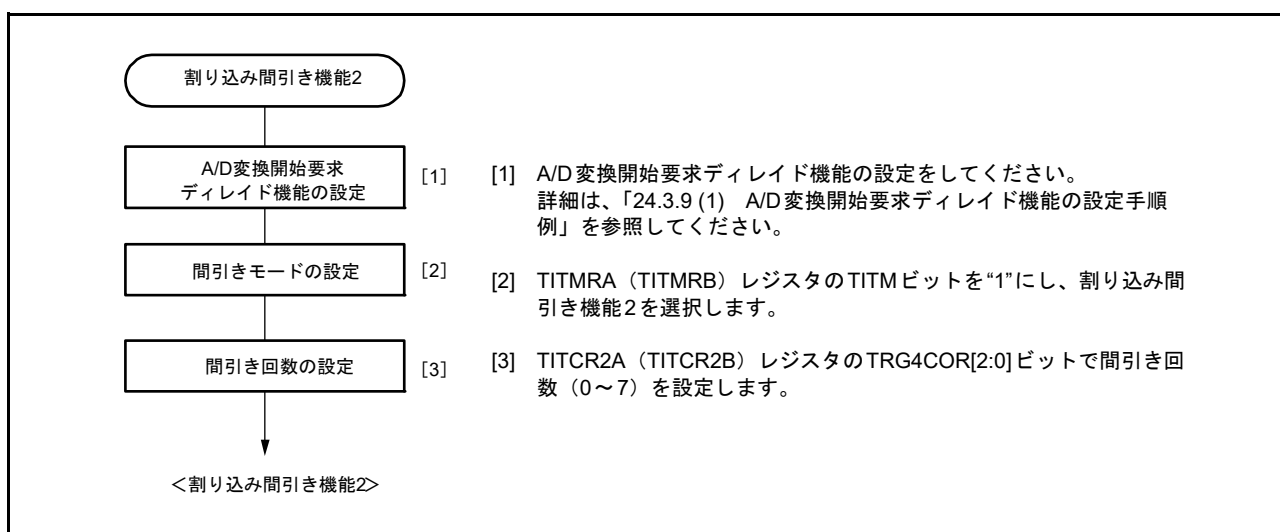 割り込み間引き機能2
A/D変換開始要求
ディレイド機能の設定
[1]
[1] A/D変換開始要求ディレイド機能の設定をしてください。
詳細は、「24.3.9 (1) A/D変換開始要求ディレイド機能の設定手順
例」を参照してください。
間引きモードの設定
[2]
[2] TITMRA（TITMRB）レジスタのTITMビットを“1”にし、割り込み間
引き機能2を選択します。
間引き回数の設定
[3]
[3] TITCR2A（TITCR2B）レジスタのTRG4COR[2:0]ビットで間引き回
数（0～7）を設定します。
＜割り込み間引き機能2＞